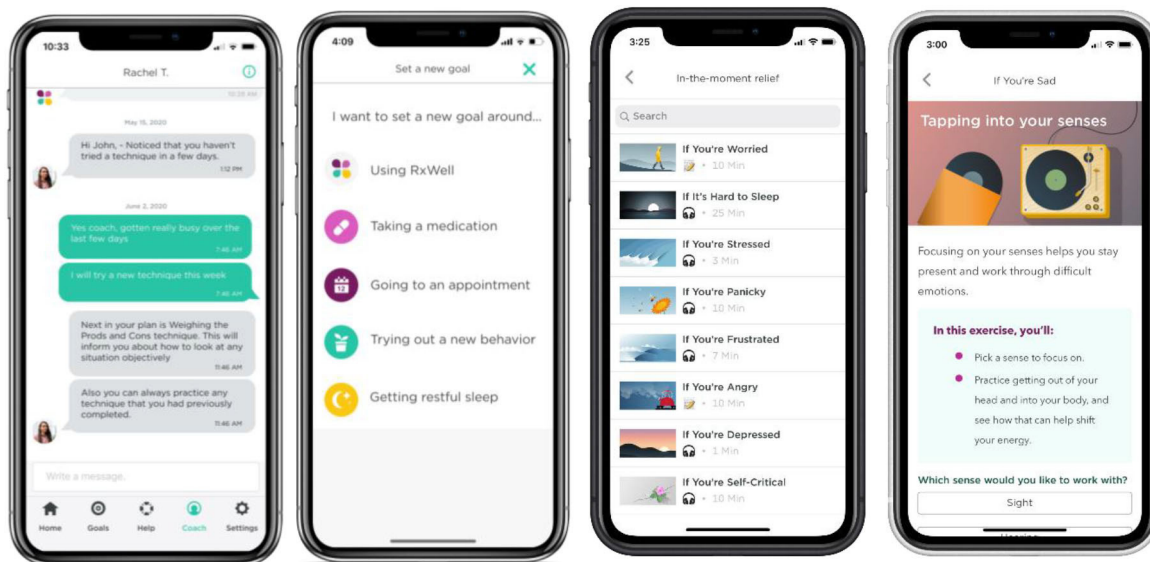 10:33
Rachel T.
10:39 AM
May 15, 2020
Hi John, - Noticed that you haven't
tried a technique in a few days.
1:12 PM
June 2, 2020
Yes coach, gotten really busy over the
last few days
7:46 AM
I will try a new technique this week
7:46 AM
Next in your plan is Weighing the
Prods and Cons technique. This will
inform you about how to look at any
situation objectively
11:46 AM
Also you can always practice any
technique that you had previously
completed.
11:46 AM
Write a message.
Home
Goals
Help
Coach
Settings
4:09
Set a new goal
I want to set a new goal around...
Using RxWell
Taking a medication
12
Going to an appointment
Trying out a new behavior
Getting restful sleep
3:25
In-the-moment relief
Search
If You're Worried
• 10 Min
If It's Hard to Sleep
• 25 Min
If You're Stressed
• 3 Min
If You're Panicky
• 10 Min
If You're Frustrated
• 7 Min
If You're Angry
• 10 Min
If You're Depressed
• 1 Min
If You're Self-Critical
• 10 Min
3:00
If You're Sad
Tapping into your senses
Focusing on your senses helps you stay
present and work through difficult
emotions.
In this exercise, you'll:
• Pick a sense to focus on.
• Practice getting out of your
head and into your body, and
see how that can help shift
your energy.
Which sense would you like to work with?
Sight